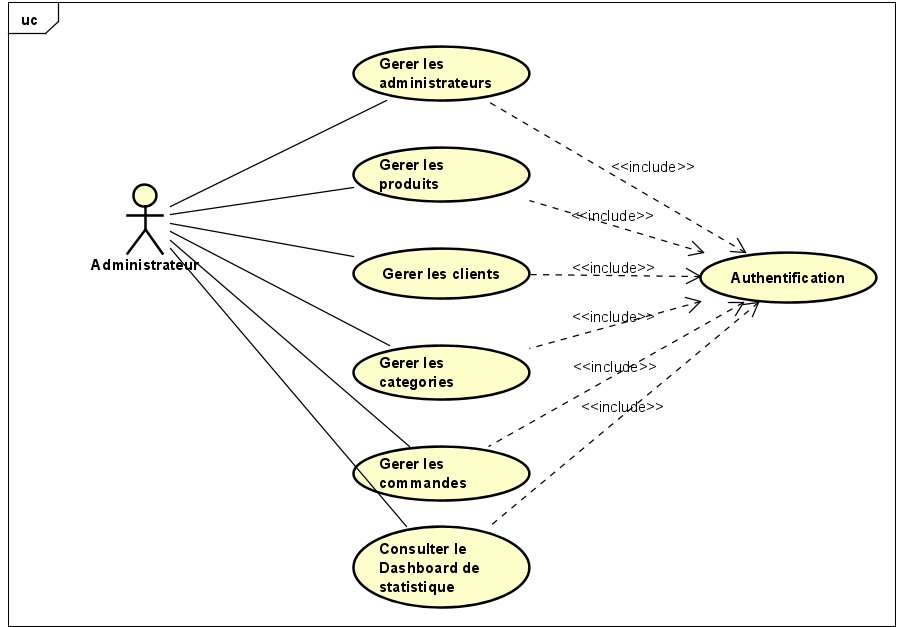 uc
Gerer les
administrateurs
<<include>>
Gerer les
produits
<<include>>
Administrateur
Gerer les clients
<<include>>
Authentification
Gerer les
categories
<<include>>
<<include>>
<<include>>
Gerer les
commandes
Consulter le
Dashboard de
statistique